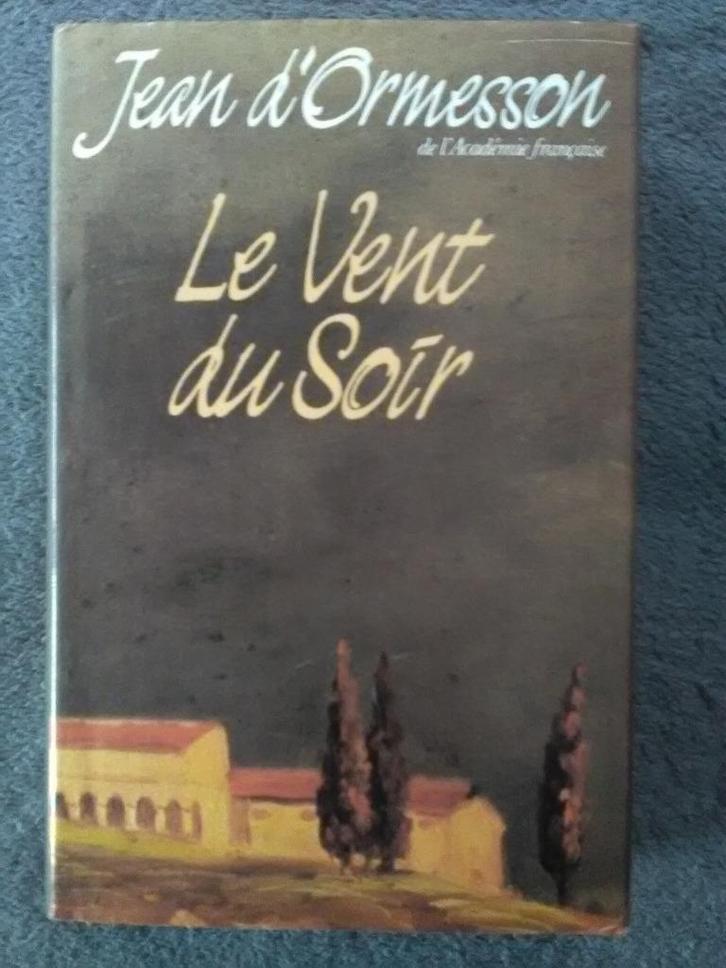 Jean d'Ormesson
de l'Académie française
Le Vent
du Soir